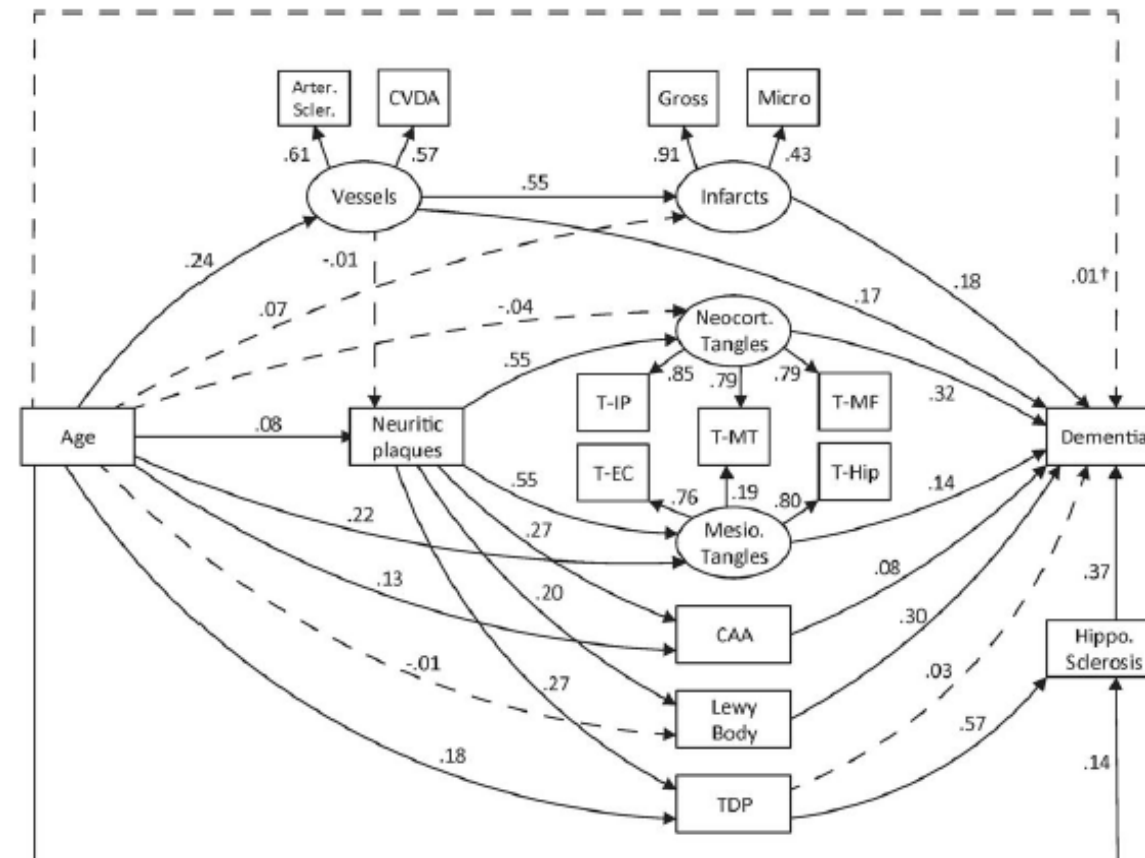 Arter.
Scler.
CVDA
Gross
Micro
.61
.57
.91
.43
Vessels
.55
Infarcts
.24
-.01
.07
-.04
.18
.17
.01†
Neocort.
Tangles
.55
.85
.79
.79
.32
T-IP
T-MF
T-MT
Age
.08
Neuritic
plaques
Dementia
T-EC
T-Hip
.55
.76
.19
.80
.14
.22
Mesio.
Tangles
.27
.13
.08
.37
.20
CAA
.30
Hippo.
Sclerosis
-.01
.27
.03
Lewy
Body
.57
.18
.14
TDP